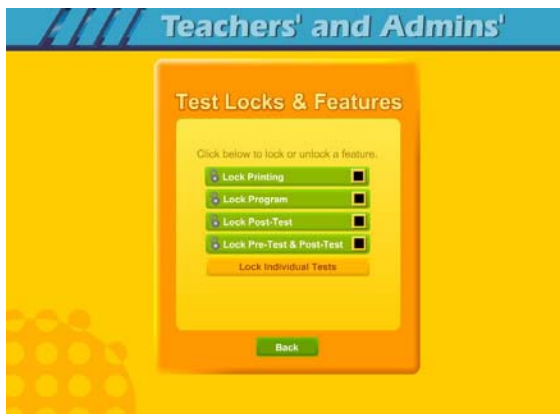 Teachers' and Admins'
Test Locks & Features
Click below to lock or unlock a feature.
Lock Printing
Lock Program
Lock Post-Test
Lock Pre-Test & Post-Test
Lock Individual Tests
Back